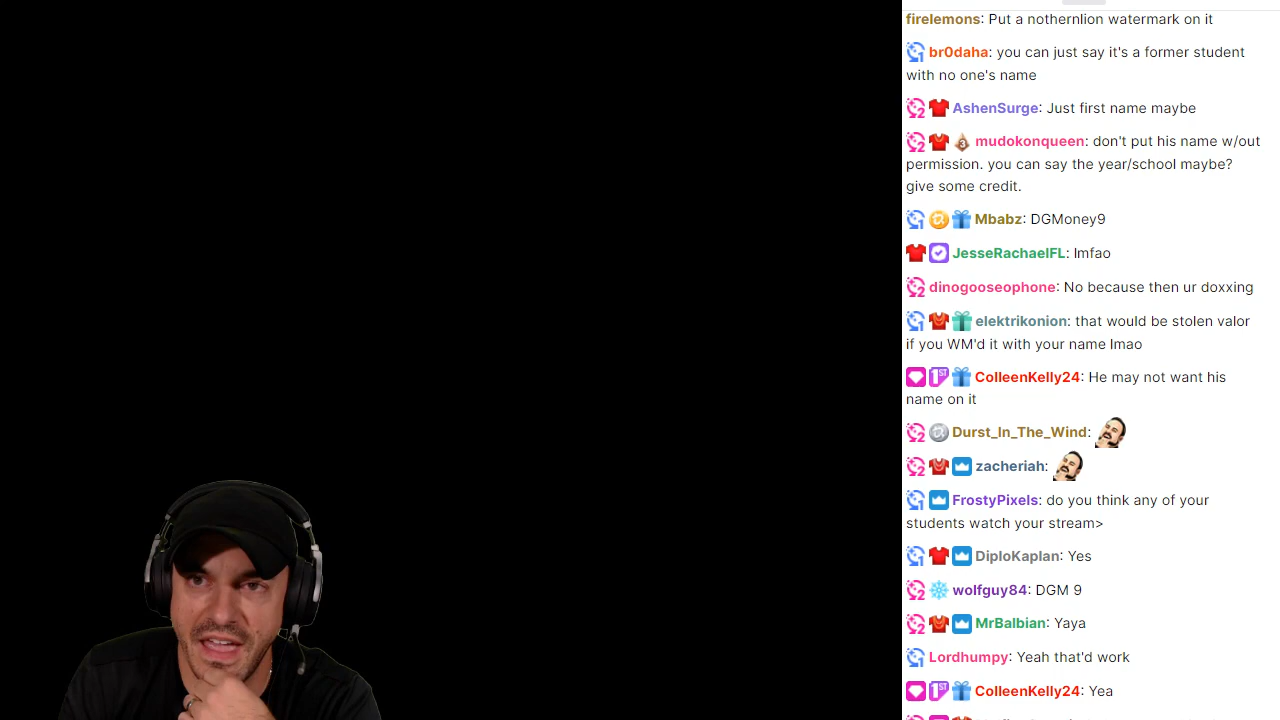 firelemons: Put a nothernlion watermark on it
br0daha: you can just say it's a former student
with no one's name
AshenSurge: Just first name maybe
mudokonqueen: don't put his name w/out
permission. you can say the year/school maybe?
give some credit.
Mbabz: DGMoney9
JesseRachaelFL: lmfao
dinogooseophone: No because then ur doxxing
elektrikonion: that would be stolen valor
if you WM'd it with your name lmao
ColleenKelly24: He may not want his
name on it
Durst_In_The_Wind:
zacheriah:
FrostyPixels: do you think any of your
students watch your stream>
DiploKaplan: Yes
wolfguy84: DGM 9
MrBalbian: Yaya
Lordhumpy: Yeah that'd work
ColleenKelly24: Yea